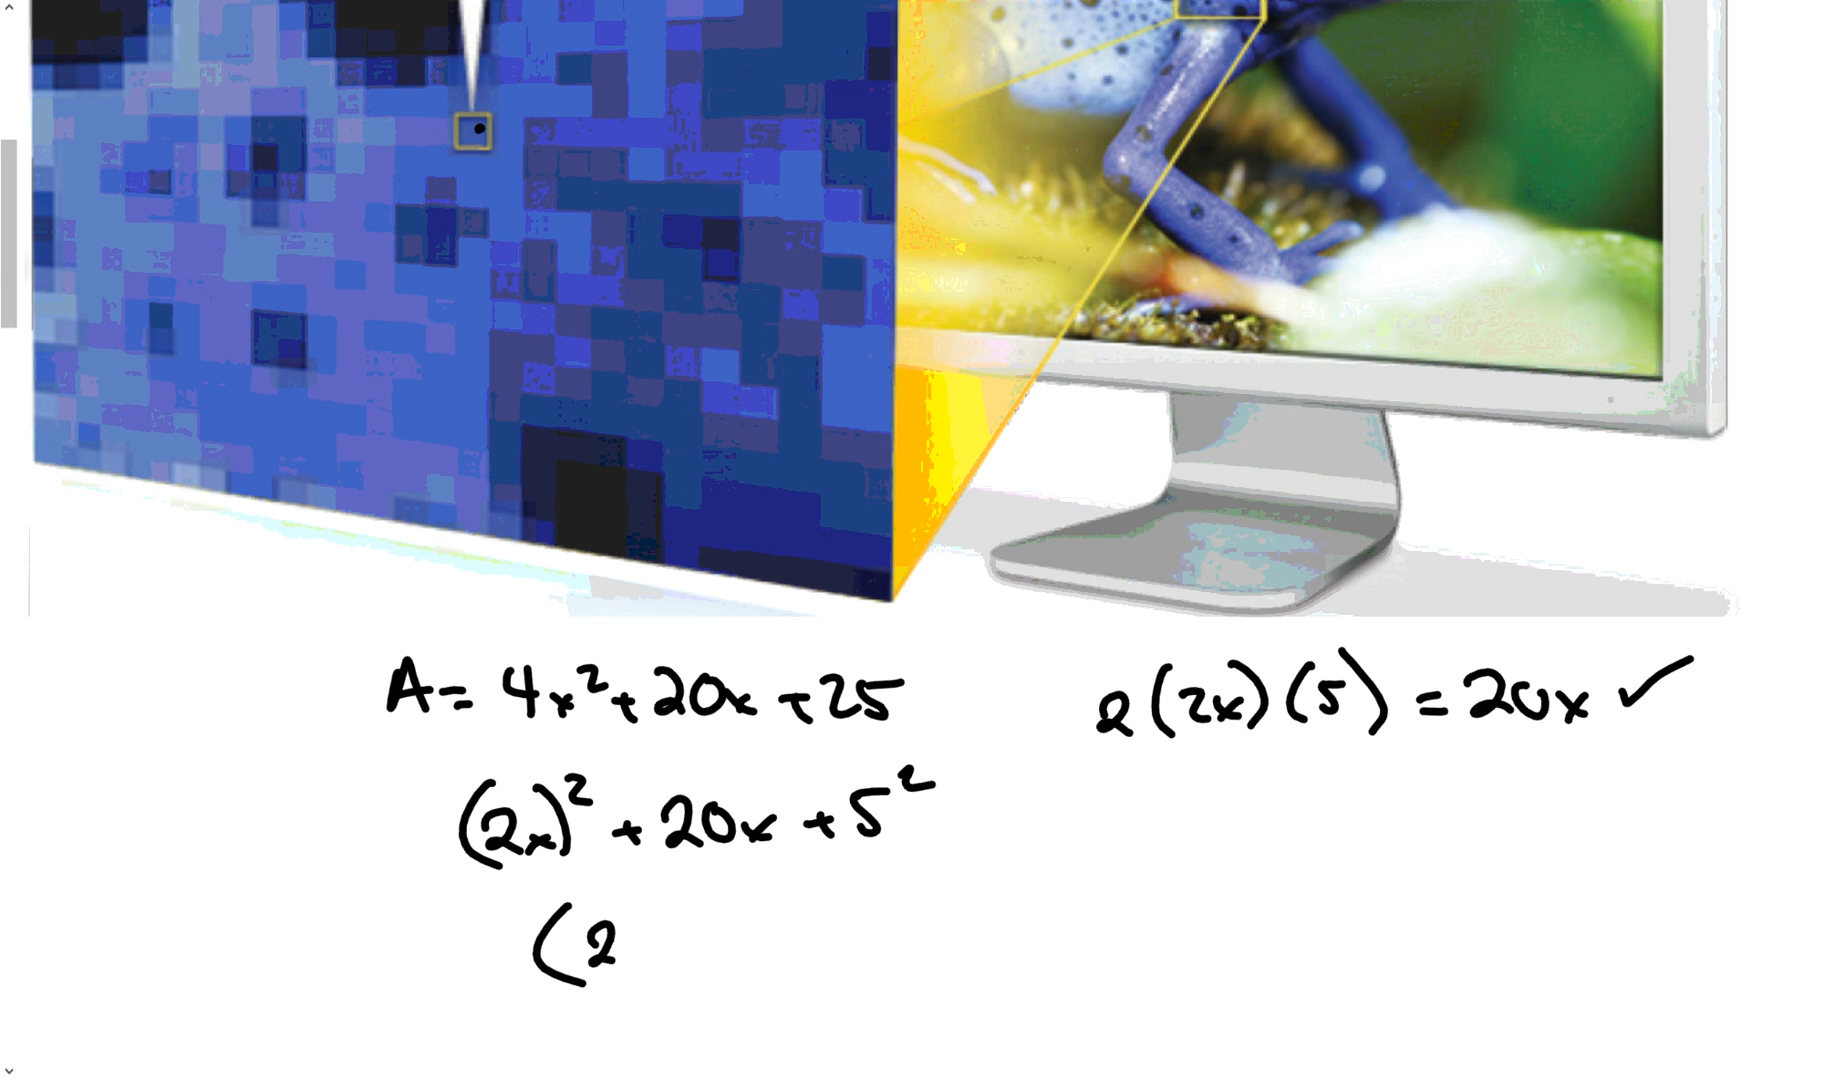 A = 4x² + 20x + 25
2(2x)(5) = 20x ✓
(2x)² + 20x + 5²
(2